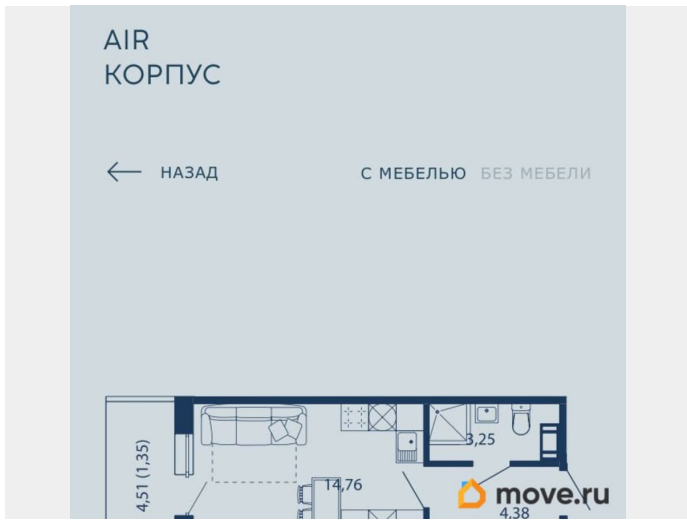 AIR
КОРПУС
НАЗАД
С МЕБЕЛЬЮ БЕЗ МЕБЕЛИ
3,25
4,51 (1,35)
14,76
move.ru
4,38